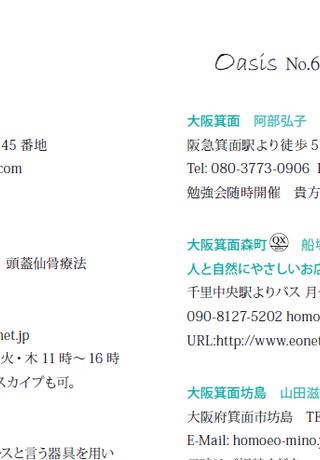 Oasis No.6
45 番地
com
頭蓋仙骨療法
net.jp
火・木 11 時～ 16 時
スカイプも可。
ースと言う器具を用い
大阪箕面 阿部弘子
阪急箕面駅より徒歩 5
Tel: 080-3773-0906
勉強会随時開催 貴方
大阪箕面森町 QX 船
人と自然にやさしいお店
千里中央駅よりバス 月
090-8127-5202 homo
URL:http://www.eonet
大阪箕面坊島 山田滋
大阪府箕面市坊島 TE
E-Mail: homoeo-mino.